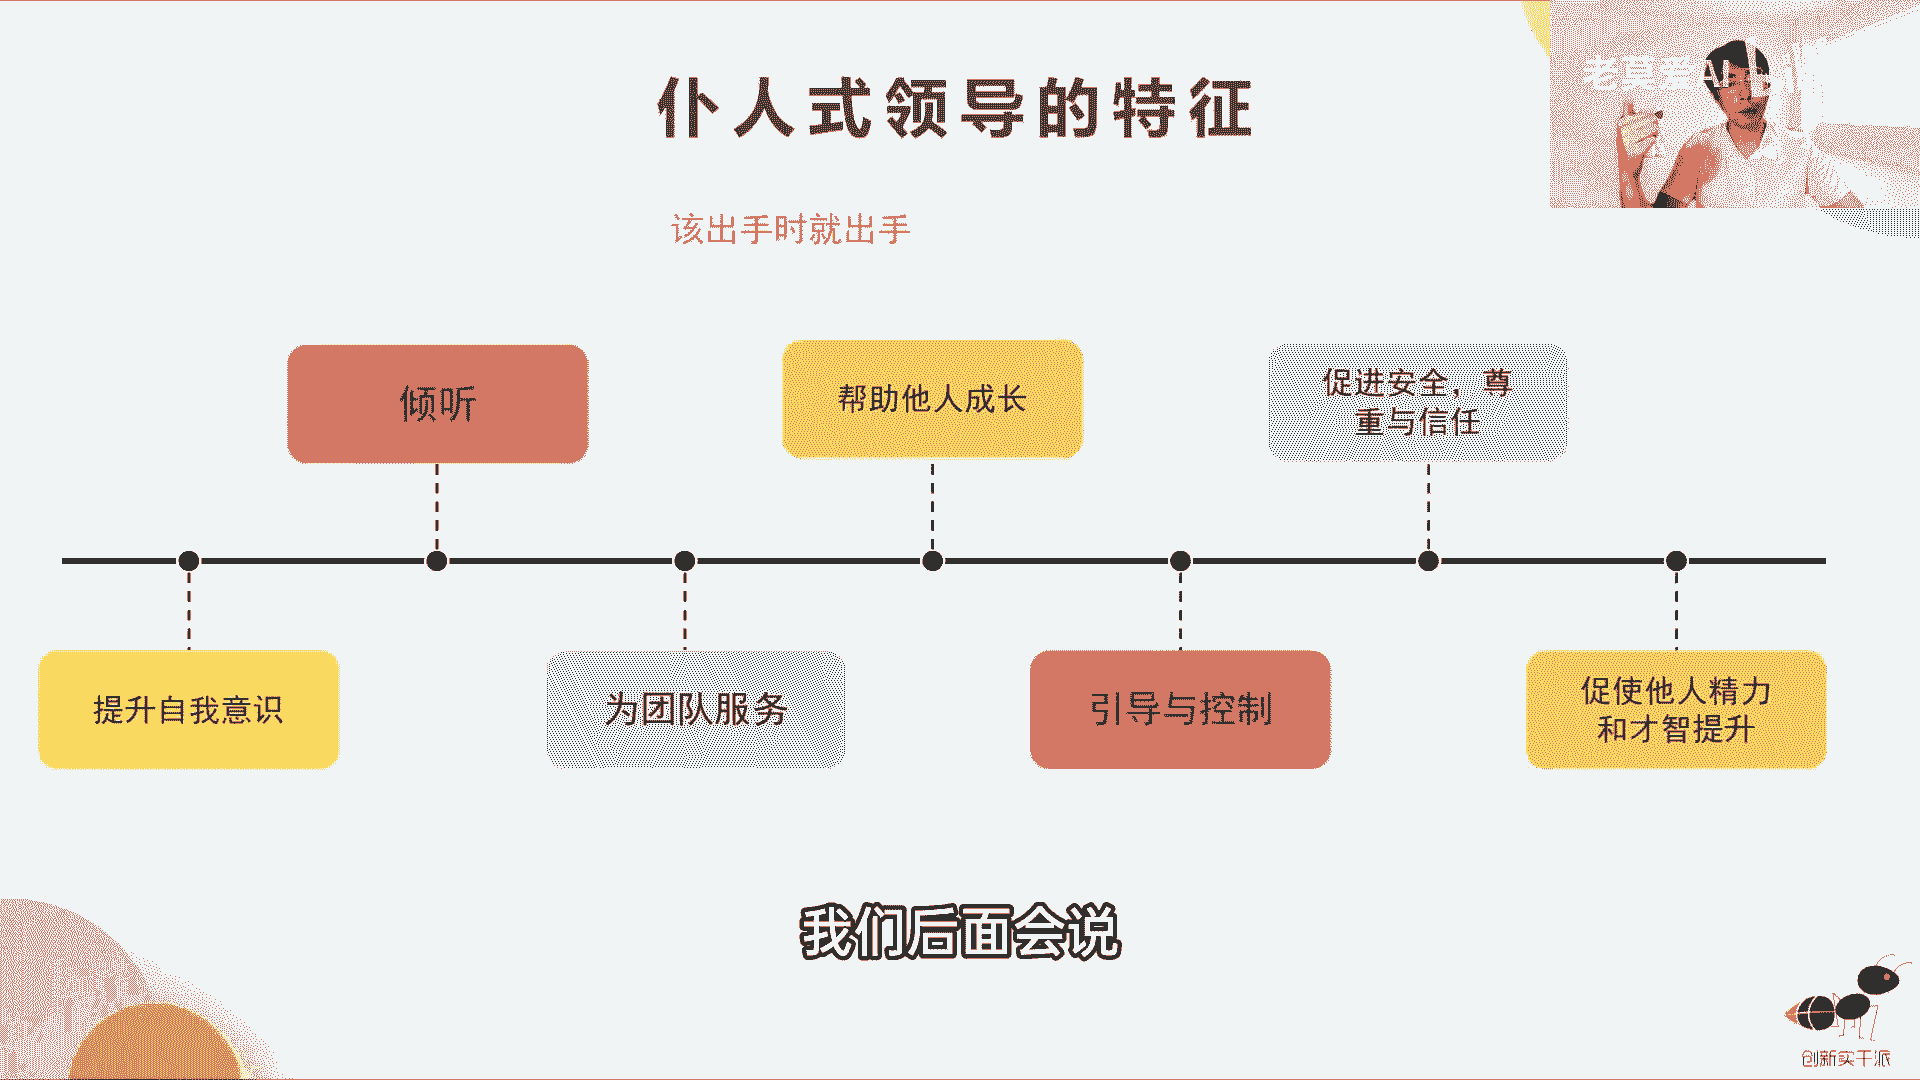 仆人式领导的特征
该出手时就出手
倾听
帮助他人成长
促进安全，尊
重与信任
提升自我意识
为团队服务
引导与控制
促使他人精力
和才智提升
我们后面会说
创新实干派